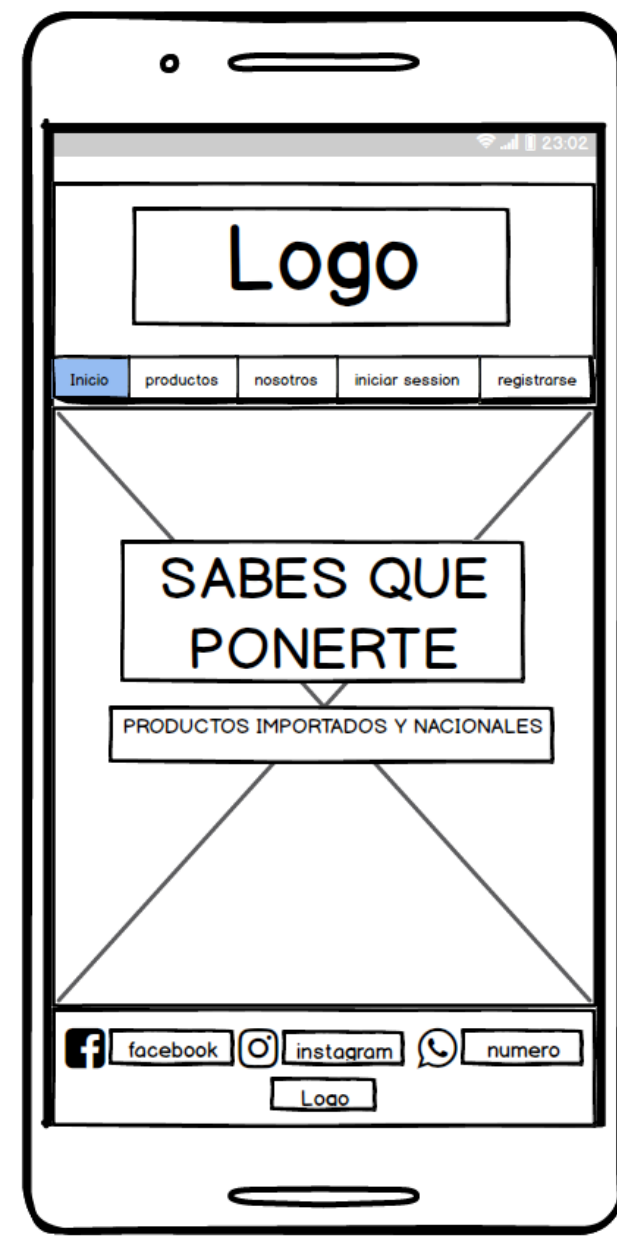 23:02
Logo
Inicio productos nosotros iniciar session registrarse
SABES QUE
PONERTE
PRODUCTOS IMPORTADOS Y NACIONALES
facebook instagram numero
Logo